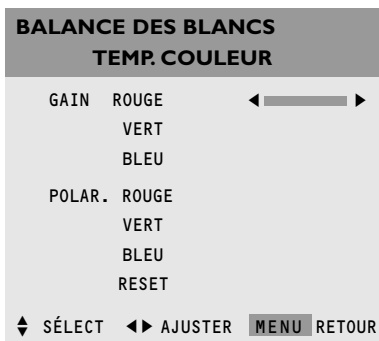 BALANCE DES BLANCS
TEMP. COULEUR
GAIN ROUGE
VERT
BLEU
POLAR. ROUGE
VERT
BLEU
RESET
SÉLECT AJUSTER MENU RETOUR